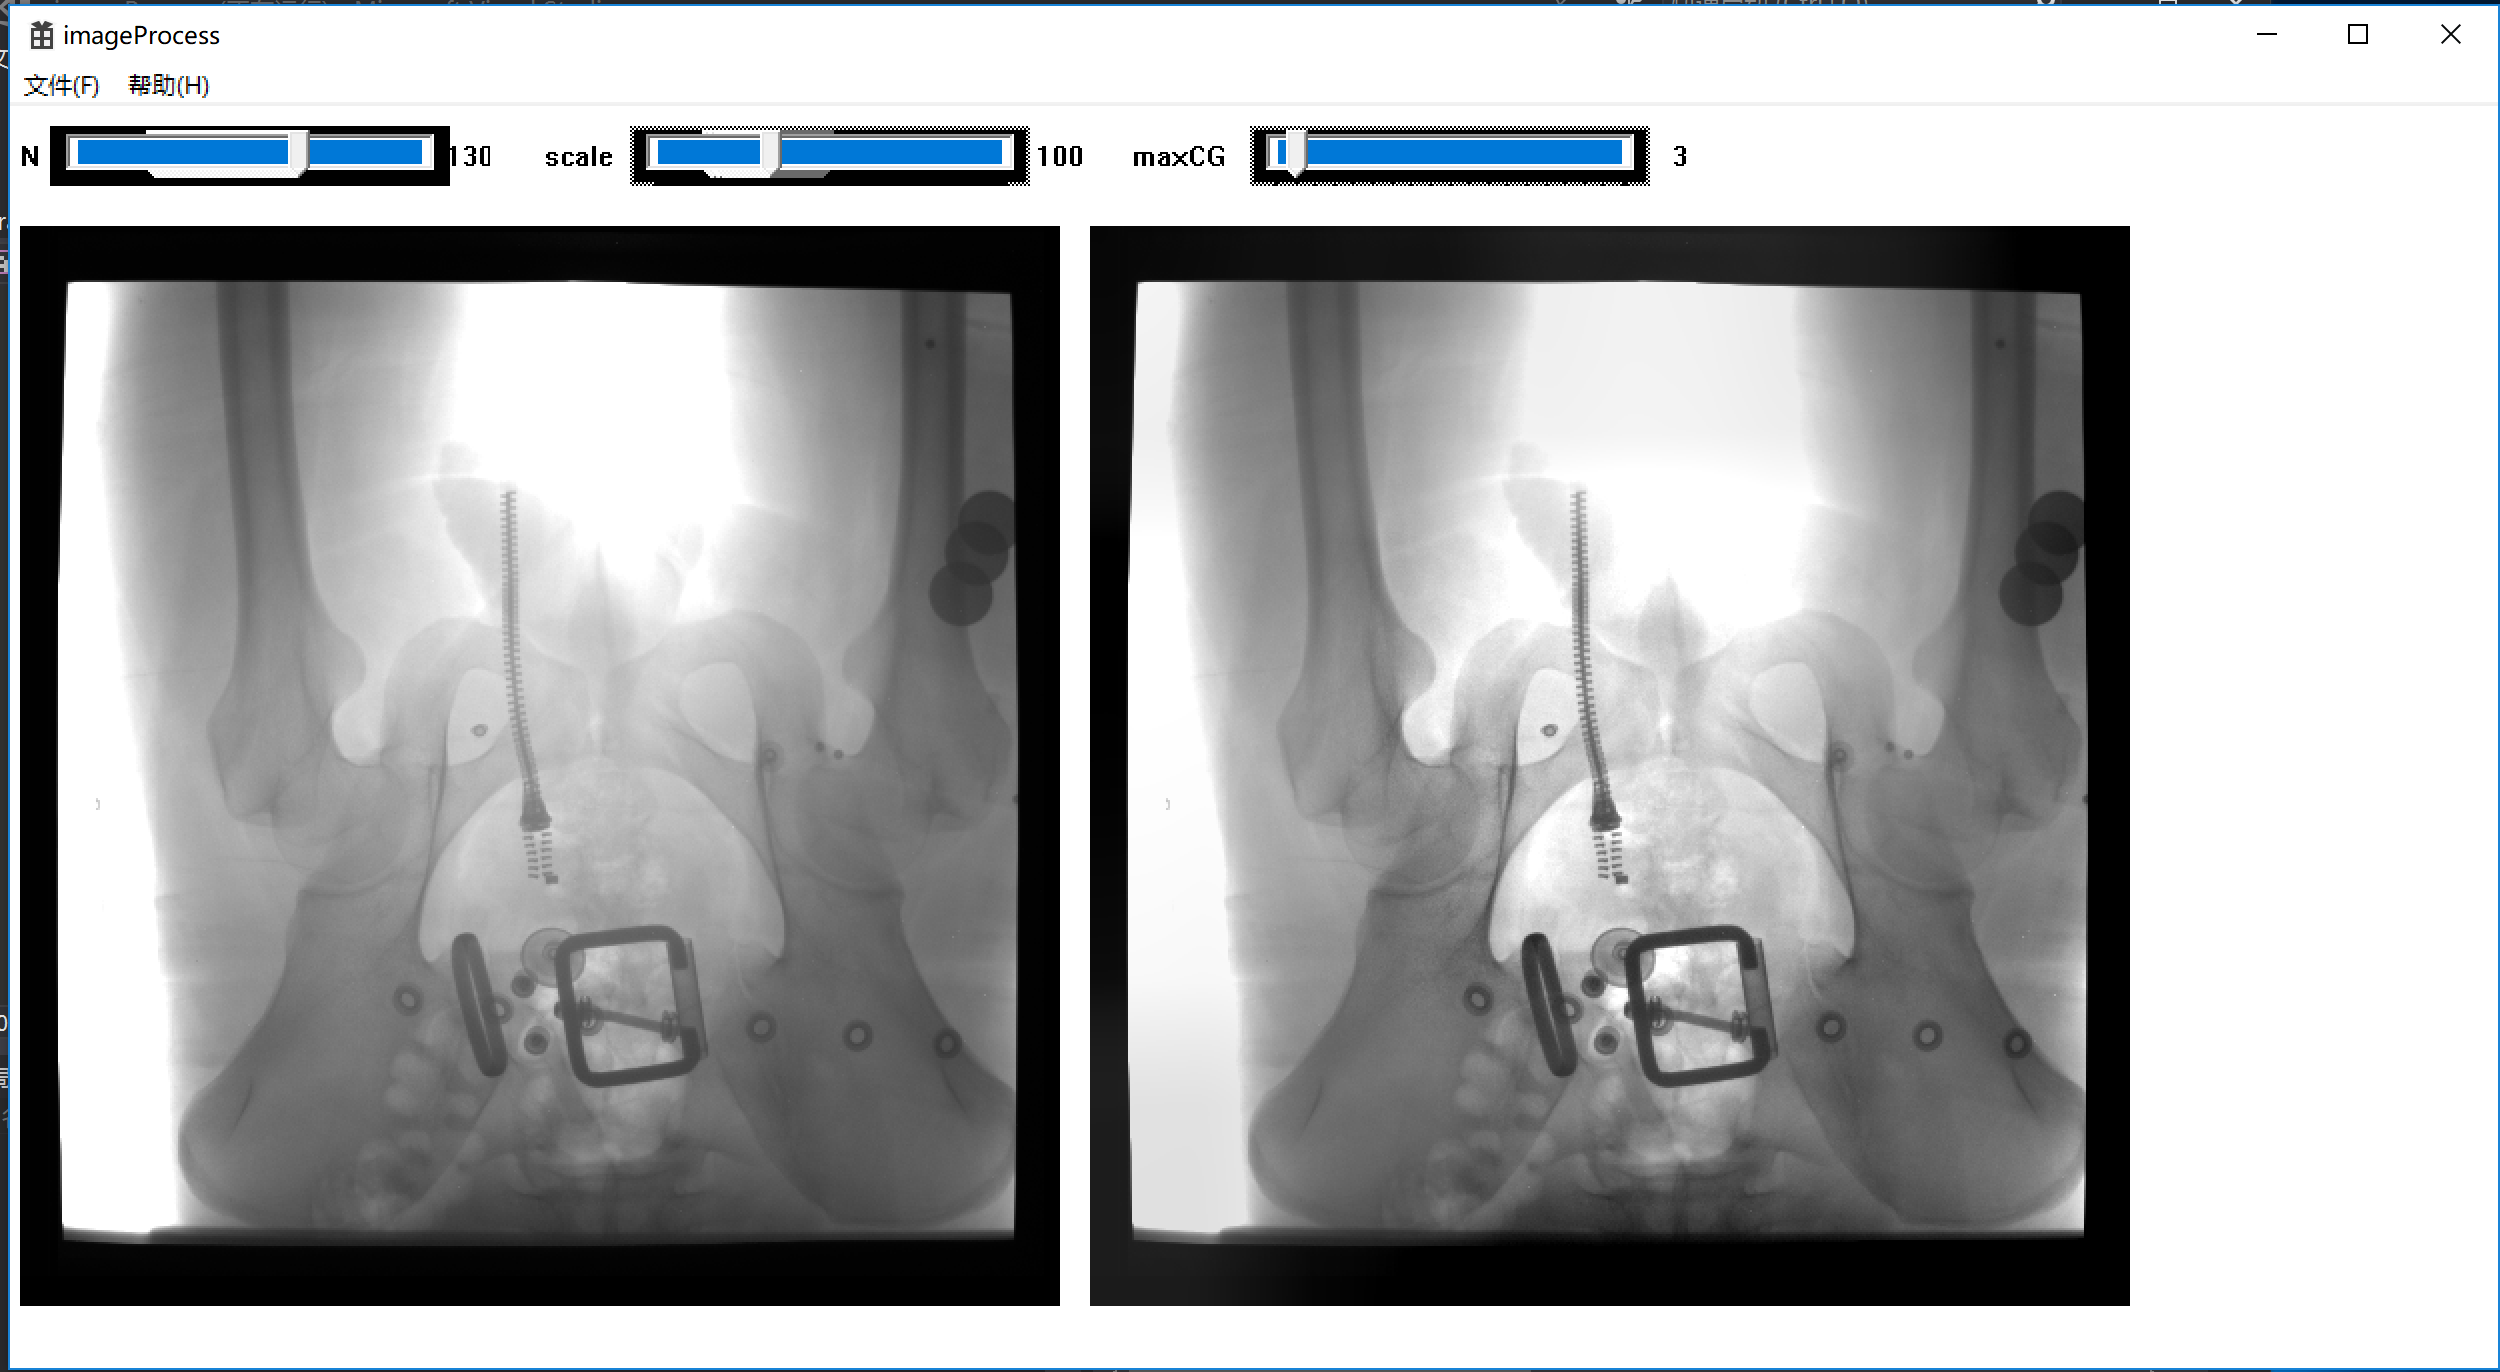 imageProcess
文件(F) 帮助(H)
N 130 scale 100 maxCG 3